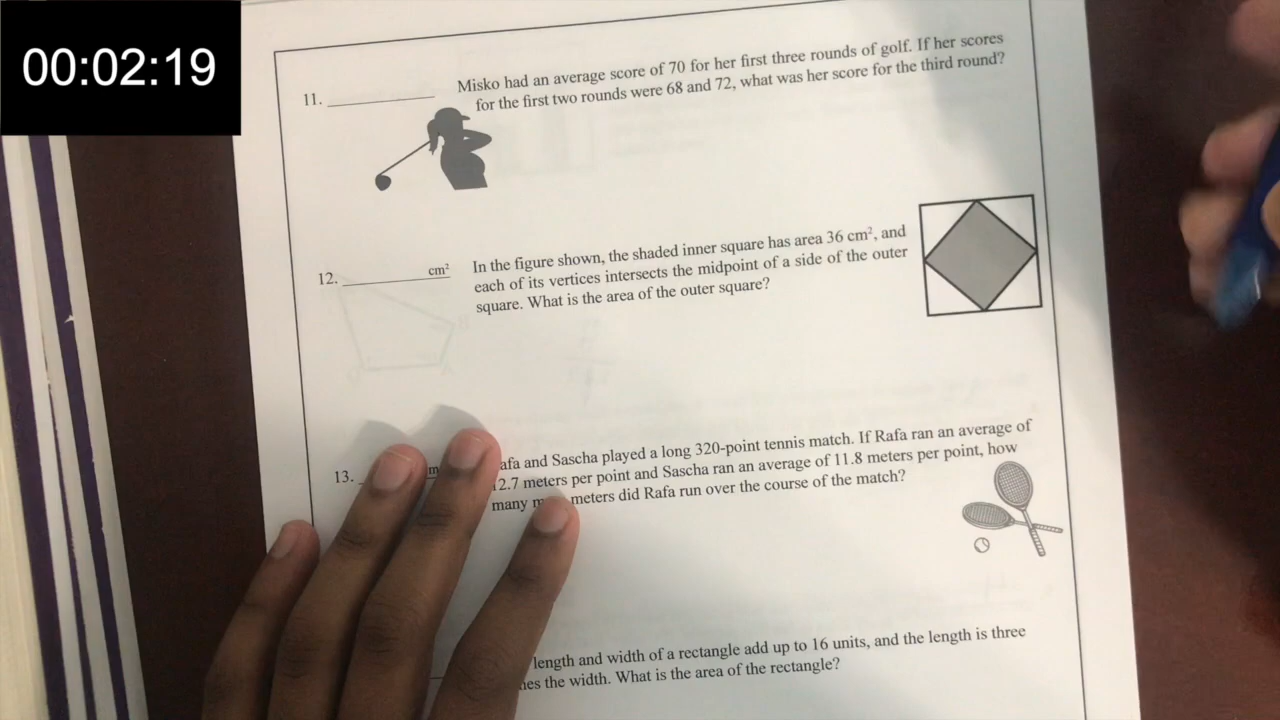 00:02:19
11. Misko had an average score of 70 for her first three rounds of golf. If her scores
for the first two rounds were 68 and 72, what was her score for the third round?
12. cm² In the figure shown, the shaded inner square has area 36 cm², and
each of its vertices intersects the midpoint of a side of the outer
square. What is the area of the outer square?
13. and Sascha played a long 320-point tennis match. If Rafa ran an average of
meters per point and Sascha ran an average of 11.8 meters per point, how
many meters did Rafa run over the course of the match?
length and width of a rectangle add up to 16 units, and the length is three
the width. What is the area of the rectangle?